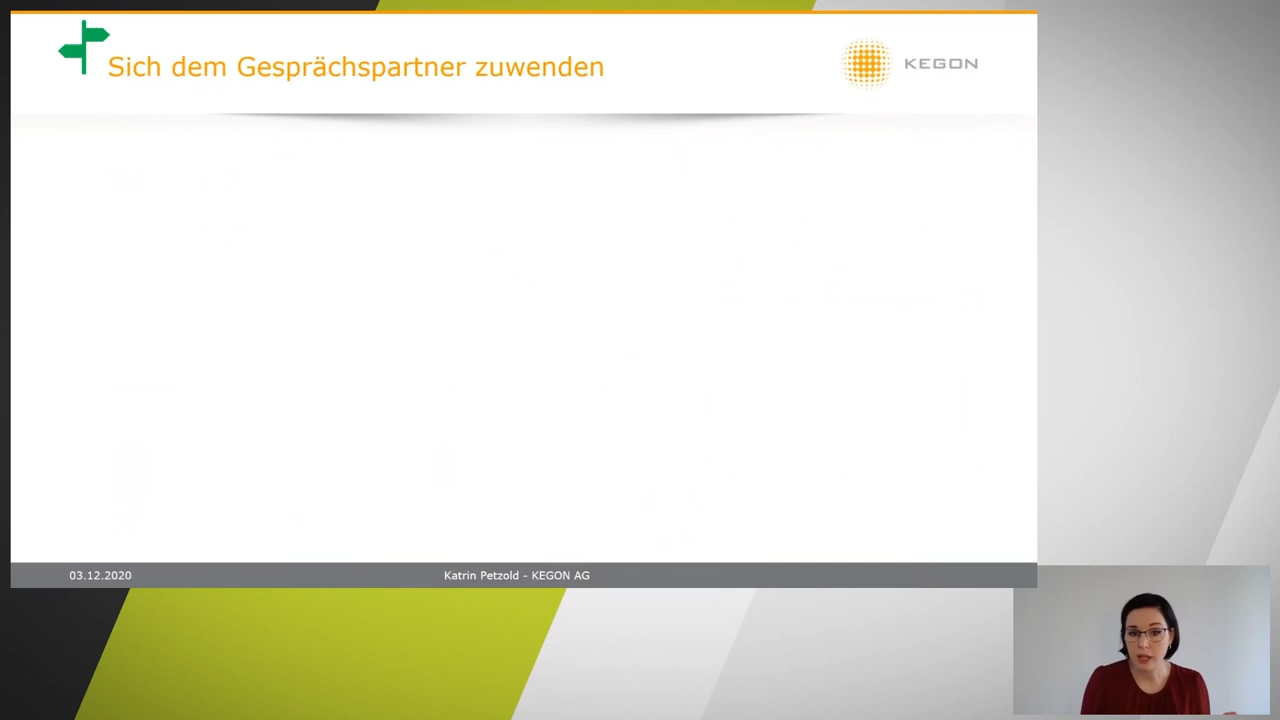 Sich dem Gesprächspartner zuwenden
KEGON
03.12.2020
Katrin Petzold - KEGON AG